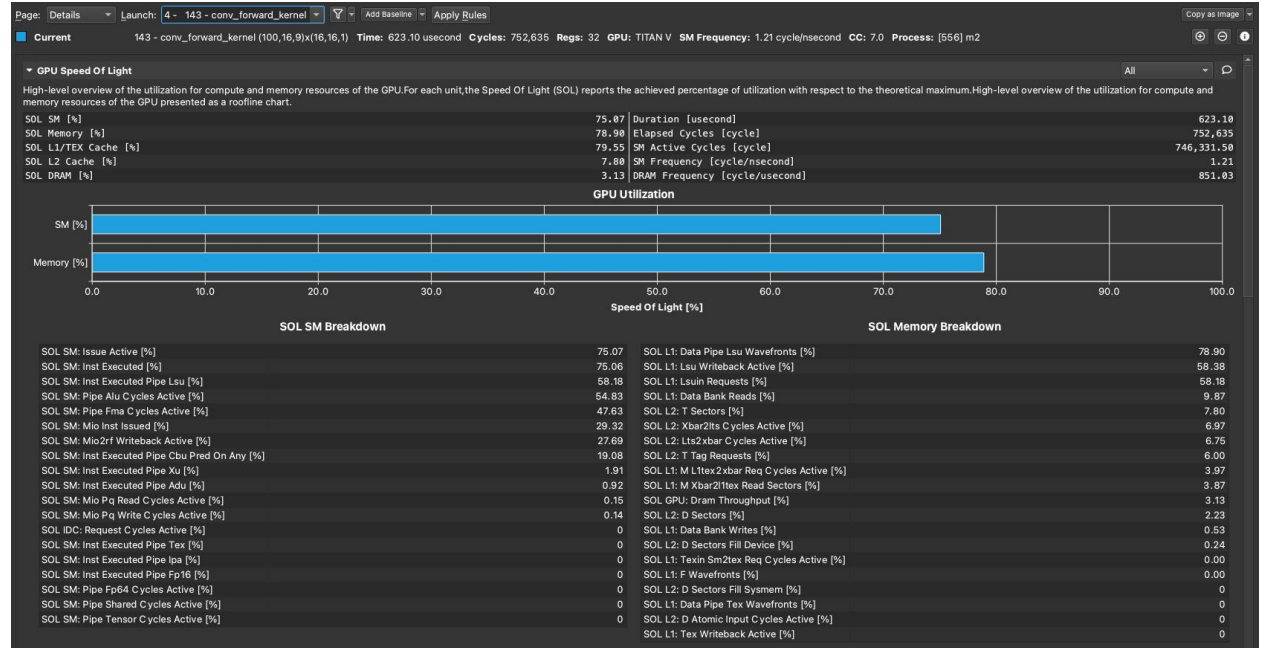 Page: Details Launch: 4 - 143 - conv_forward_kernel Add Baseline Apply Rules Copy as Image
Current 143 - conv_forward_kernel (100,16,9)x(16,16,1) Time: 623.10 usecond Cycles: 752,635 Regs: 32 GPU: TITAN V SM Frequency: 1.21 cycle/nsecond CC: 7.0 Process: [556] m2
GPU Speed Of Light All
High-level overview of the utilization for compute and memory resources of the GPU.For each unit,the Speed Of Light (SOL) reports the achieved percentage of utilization with respect to the theoretical maximum.High-level overview of the utilization for compute and
memory resources of the GPU presented as a roofline chart.
SOL SM [%] 75.07 Duration [usecond] 623.10
SOL Memory [%] 78.90 Elapsed Cycles [cycle] 752,635
SOL L1/TEX Cache [%] 79.55 SM Active Cycles [cycle] 746,331.50
SOL L2 Cache [%] 7.80 SM Frequency [cycle/nsecond] 1.21
SOL DRAM [%] 3.13 DRAM Frequency [cycle/usecond] 851.03
GPU Utilization
SM [%]
Memory [%]
0.0 10.0 20.0 30.0 40.0 50.0 60.0 70.0 80.0 90.0 100.0
Speed Of Light [%]
SOL SM Breakdown SOL Memory Breakdown
SOL SM: Issue Active [%] 75.07 SOL L1: Data Pipe Lsu Wavefronts [%] 78.90
SOL SM: Inst Executed [%] 75.06 SOL L1: Lsu Writeback Active [%] 58.38
SOL SM: Inst Executed Pipe Lsu [%] 58.18 SOL L1: Lsuin Requests [%] 58.18
SOL SM: Pipe Alu Cycles Active [%] 54.83 SOL L1: Data Bank Reads [%] 9.87
SOL SM: Pipe Fma Cycles Active [%] 47.63 SOL L2: T Sectors [%] 7.80
SOL SM: Mio Inst Issued [%] 29.32 SOL L2: Xbar2lts Cycles Active [%] 6.97
SOL SM: Mio2rf Writeback Active [%] 27.69 SOL L2: Lts2xbar Cycles Active [%] 6.75
SOL SM: Inst Executed Pipe Cbu Pred On Any [%] 19.08 SOL L2: T Tag Requests [%] 6.00
SOL SM: Inst Executed Pipe Xu [%] 1.91 SOL L1: M L1tex2xbar Req Cycles Active [%] 3.97
SOL SM: Inst Executed Pipe Adu [%] 0.92 SOL L1: M Xbar2l1tex Read Sectors [%] 3.87
SOL SM: Mio Pq Read Cycles Active [%] 0.15 SOL GPU: Dram Throughput [%] 3.13
SOL SM: Mio Pq Write Cycles Active [%] 0.14 SOL L2: D Sectors [%] 2.23
SOL IDC: Request Cycles Active [%] 0 SOL L1: Data Bank Writes [%] 0.53
SOL SM: Inst Executed Pipe Tex [%] 0 SOL L2: D Sectors Fill Device [%] 0.24
SOL SM: Inst Executed Pipe Ipa [%] 0 SOL L1: Texin Sm2tex Req Cycles Active [%] 0.00
SOL SM: Inst Executed Pipe Fp16 [%] 0 SOL L1: F Wavefronts [%] 0.00
SOL SM: Pipe Fp64 Cycles Active [%] 0 SOL L2: D Sectors Fill Sysmem [%] 0
SOL SM: Pipe Shared Cycles Active [%] 0 SOL L1: Data Pipe Tex Wavefronts [%] 0
SOL SM: Pipe Tensor Cycles Active [%] 0 SOL L2: D Atomic Input Cycles Active [%] 0
SOL L1: Tex Writeback Active [%] 0